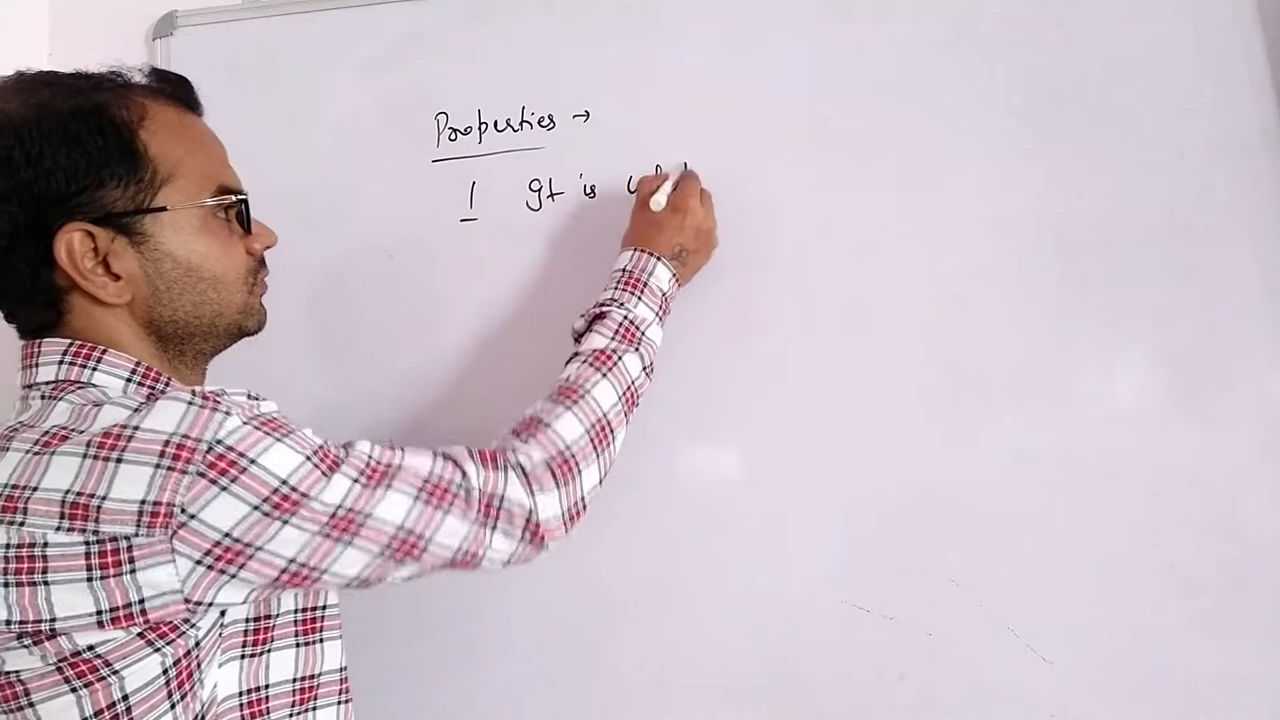 Properties →
1 It is